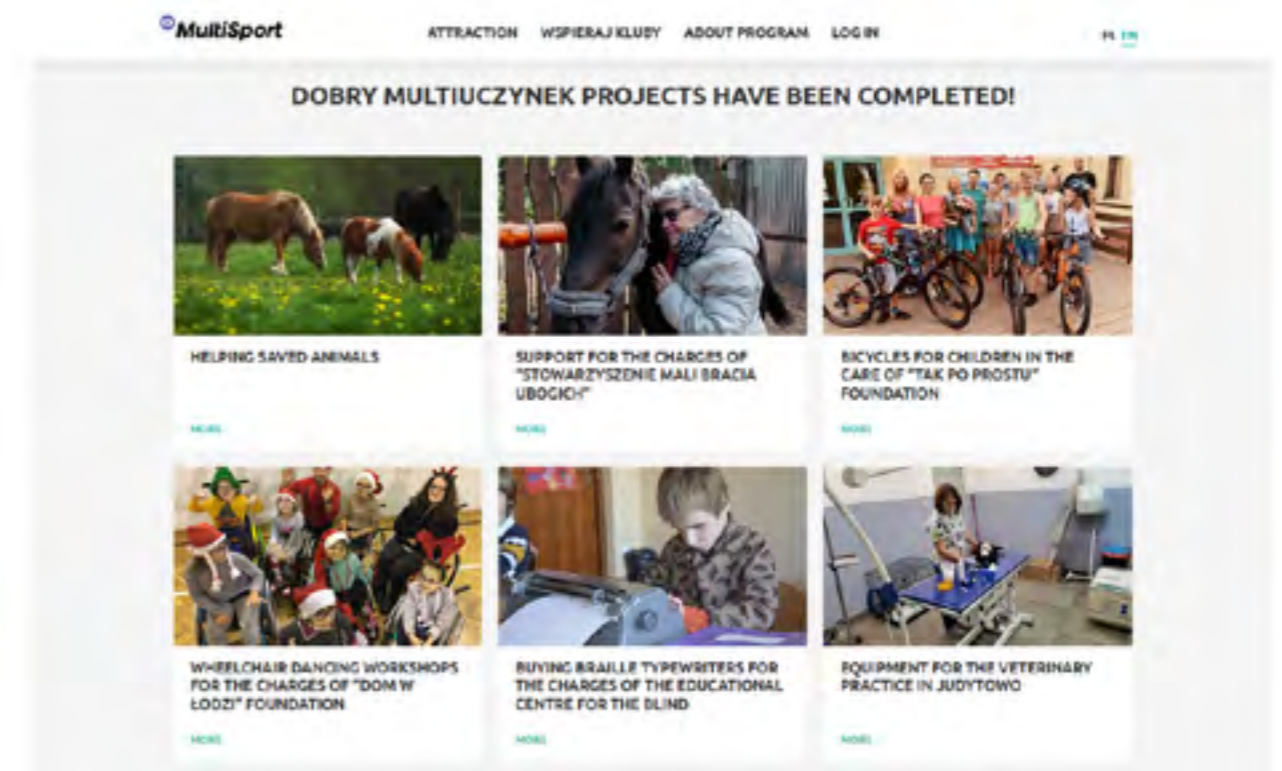 MultiSport
ATTRACTION WSPIERAJ KLUBY ABOUT PROGRAM LOG IN
PL EN
DOBRY MULTIUCZYNEK PROJECTS HAVE BEEN COMPLETED!
HELPING SAVED ANIMALS
MORE
SUPPORT FOR THE CHARGES OF
"STOWARZYSZENIE MALI BRACIA
UBOGICH"
MORE
BICYCLES FOR CHILDREN IN THE
CARE OF "TAK PO PROSTU"
FOUNDATION
MORE
WHEELCHAIR DANCING WORKSHOPS
FOR THE CHARGES OF "DOM W
ŁODZI" FOUNDATION
MORE
BUYING BRAILLE TYPEWRITERS FOR
THE CHARGES OF THE EDUCATIONAL
CENTRE FOR THE BLIND
MORE
EQUIPMENT FOR THE VETERINARY
PRACTICE IN JUDYTOWO
MORE